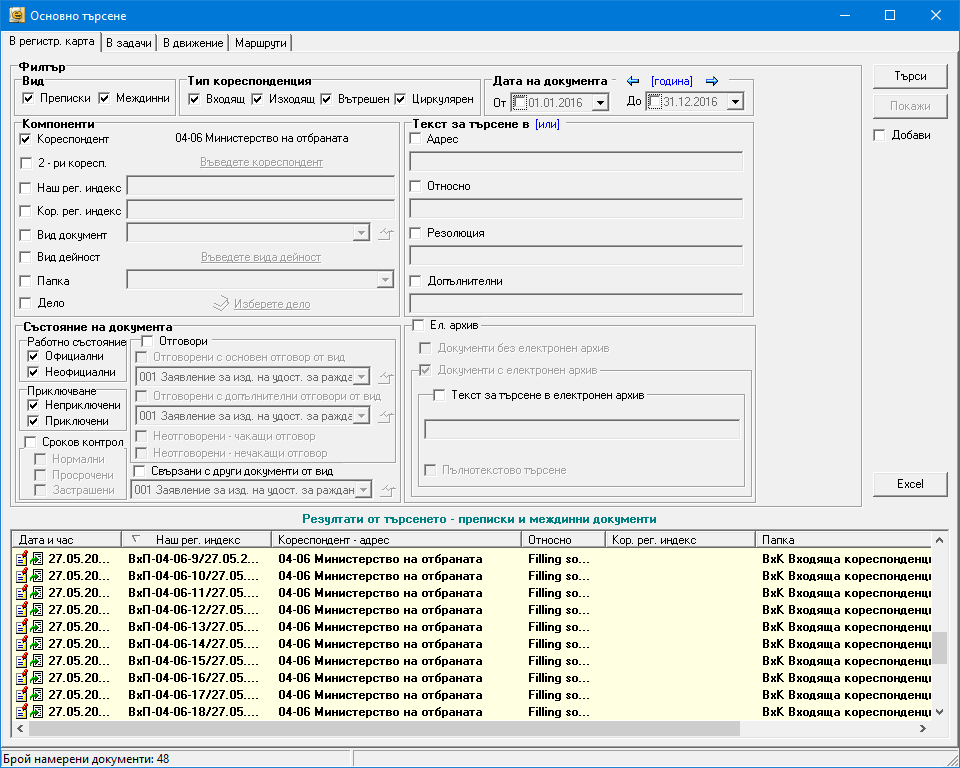 Основно търсене
В регистр. карта В задачи В движение Маршрути
Филтър
Вид
Преписки Междинни
Тип кореспонденция
Входящ Изходящ Вътрешен Циркулярен
Дата на документа [година]
От 01.01.2016 До 31.12.2016
Търси
Покажи
Добави
Компоненти
Кореспондент 04-06 Министерство на отбраната
2 - ри коресп. Въведете кореспондент
Наш рег. индекс
Кор. рег. индекс
Вид документ
Вид дейност Въведете вида дейност
Папка
Дело Изберете дело
Текст за търсене в [или]
Адрес
Относно
Резолюция
Допълнителни
Състояние на документа
Работно състояние
Официални
Неофициални
Приключване
Неприключени
Приключени
Сроков контрол
Нормални
Просрочени
Застрашени
Отговори
Отговорени с основен отговор от вид
001 Заявление за изд. на удост. за ражда
Отговорени с допълнителни отговори от вид
001 Заявление за изд. на удост. за ражда
Неотговорени - чакащи отговор
Неотговорени - нечакащи отговор
Свързани с други документи от вид
001 Заявление за изд. на удост. за раждан
Ел. архив
Документи без електронен архив
Документи с електронен архив
Текст за търсене в електронен архив
Пълнотекстово търсене
Excel
Резултати от търсенето - преписки и междинни документи
Дата и час Наш рег. индекс Кореспондент - адрес Относно Кор. рег. индекс Папка
27.05.20... ВхП-04-06-9/27.05.2... 04-06 Министерство на отбраната Filling so... ВхК Входяща кореспонденци
27.05.20... ВхП-04-06-10/27.05.... 04-06 Министерство на отбраната Filling so... ВхК Входяща кореспонденци
27.05.20... ВхП-04-06-11/27.05.... 04-06 Министерство на отбраната Filling so... ВхК Входяща кореспонденци
27.05.20... ВхП-04-06-12/27.05.... 04-06 Министерство на отбраната Filling so... ВхК Входяща кореспонденци
27.05.20... ВхП-04-06-13/27.05.... 04-06 Министерство на отбраната Filling so... ВхК Входяща кореспонденци
27.05.20... ВхП-04-06-14/27.05.... 04-06 Министерство на отбраната Filling so... ВхК Входяща кореспонденци
27.05.20... ВхП-04-06-15/27.05.... 04-06 Министерство на отбраната Filling so... ВхК Входяща кореспонденци
27.05.20... ВхП-04-06-16/27.05.... 04-06 Министерство на отбраната Filling so... ВхК Входяща кореспонденци
27.05.20... ВхП-04-06-17/27.05.... 04-06 Министерство на отбраната Filling so... ВхК Входяща кореспонденци
27.05.20... ВхП-04-06-18/27.05.... 04-06 Министерство на отбраната Filling so... ВхК Входяща кореспонденци
Брой намерени документи: 48